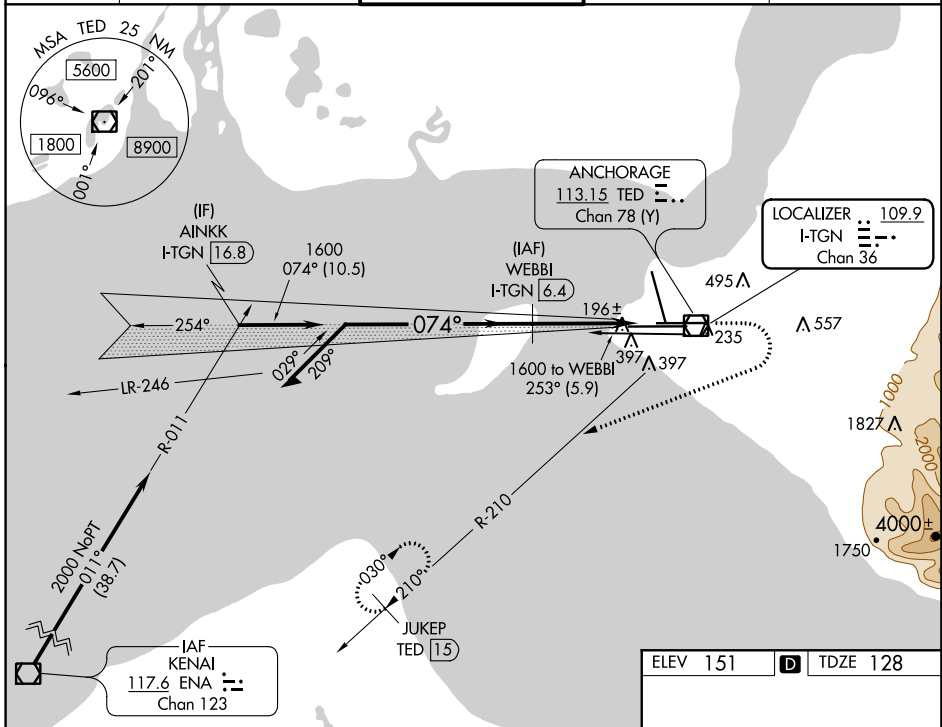 MSA TED 25 NM
5600
201°
096°
1800
8900
001°
ANCHORAGE
113.15 TED
Chan 78 (Y)
LOCALIZER 109.9
I-TGN
Chan 36
(IF)
AINKK
I-TGN 16.8
1600
074° (10.5)
(IAF)
WEBBI
I-TGN 6.4
495
196±
254°
074°
235
557
029°
209°
397
397
1600 to WEBBI
253° (5.9)
LR-246
R-011
1000
1827
2000
R-210
4000±
1750
2000 NoPT
011°
(38.7)
030°
210°
JUKEP
TED 15
IAF
KENAI
117.6 ENA
Chan 123
ELEV 151 D TDZE 128